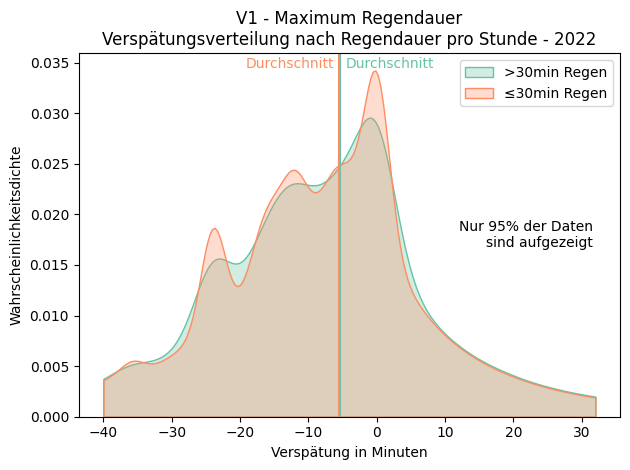 V1 - Maximum Regendauer
Verspätungsverteilung nach Regendauer pro Stunde - 2022
Durchschnitt Durchschnitt
>30min Regen
≤30min Regen
Nur 95% der Daten
sind aufgezeigt
Wahrscheinlichkeitsdichte
0.035
0.030
0.025
0.020
0.015
0.010
0.005
0.000
−40 −30 −20 −10 0 10 20 30
Verspätung in Minuten